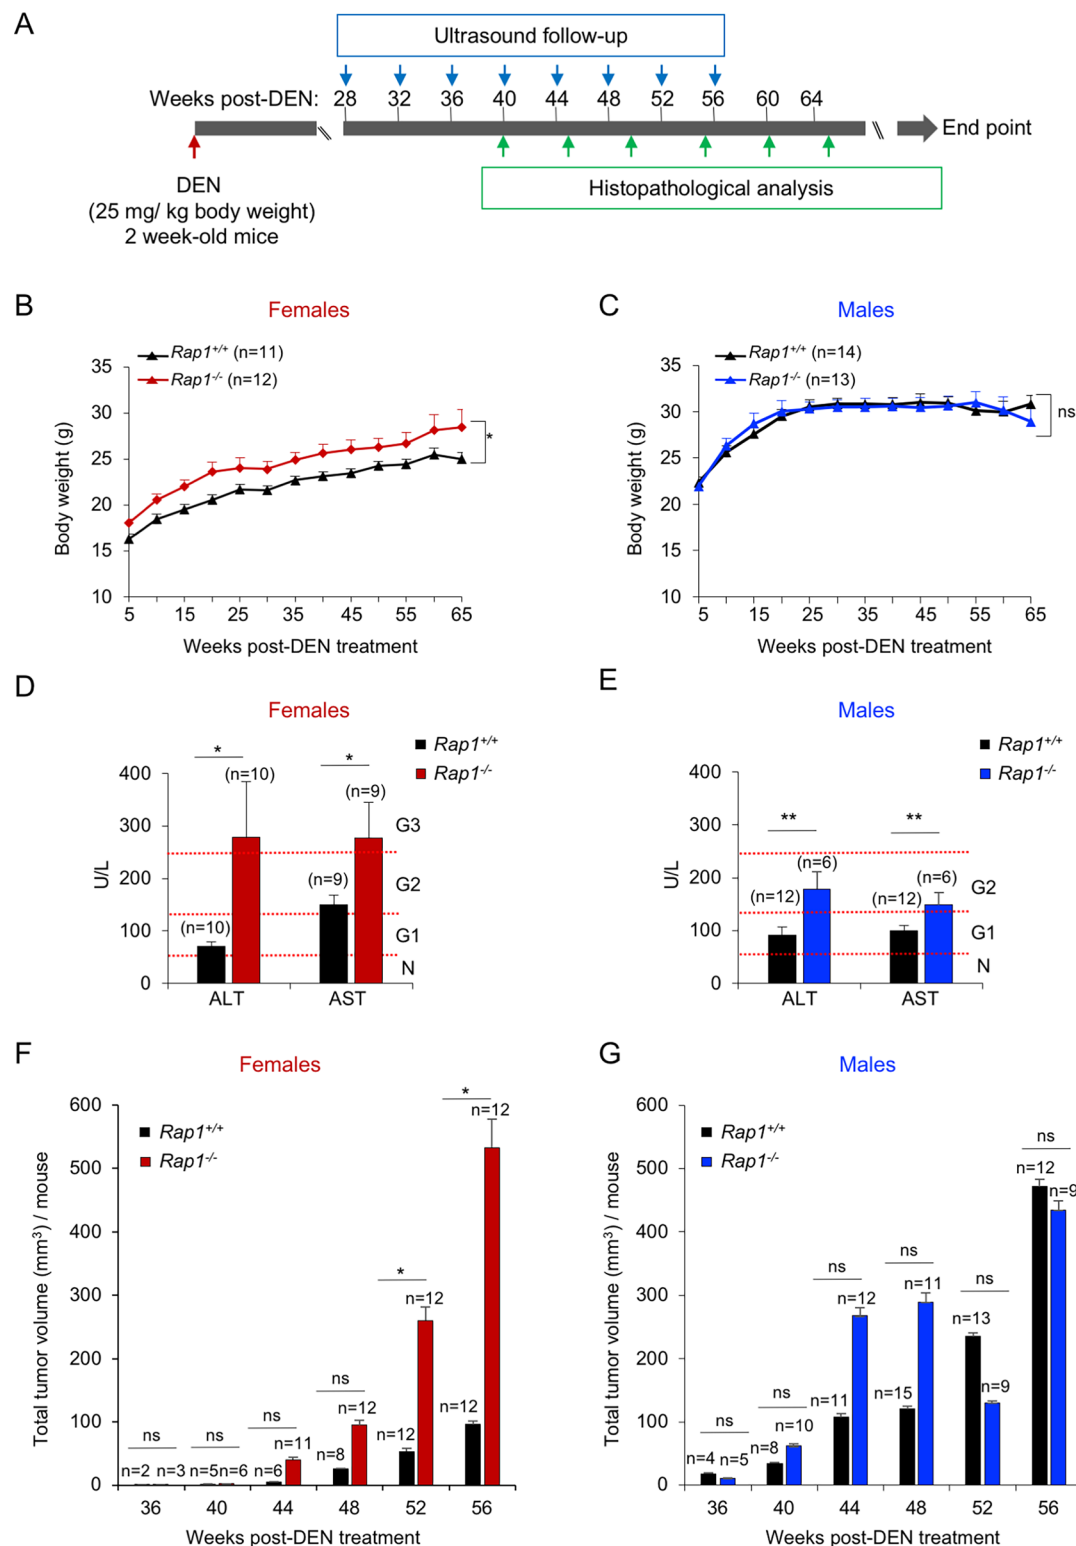 A
Ultrasound follow-up
Weeks post-DEN: 28 32 36 40 44 48 52 56 60 64
End point
DEN
(25 mg/ kg body weight)
2 week-old mice
Histopathological analysis
B
Females
Rap1+/+ (n=11)
Rap1-/- (n=12)
35
30
25
20
15
10
Body weight (g)
*
5 15 25 35 45 55 65
Weeks post-DEN treatment
C
Males
Rap1+/+ (n=14)
Rap1-/- (n=13)
35
30
25
20
15
10
Body weight (g)
ns
5 15 25 35 45 55 65
Weeks post-DEN treatment
D
Females
Rap1+/+
Rap1-/-
* *
400
300
200
100
0
U/L
(n=10) (n=10) (n=9) (n=9)
G3
G2
G1
N
ALT AST
E
Males
Rap1+/+
Rap1-/-
** **
400
300
200
100
0
U/L
(n=12) (n=6) (n=12) (n=6)
G2
G1
N
ALT AST
F
Females
Rap1+/+
Rap1-/-
600
500
400
300
200
100
0
Total tumor volume (mm³) / mouse
ns ns ns ns * *
n=2 n=3 n=5 n=6 n=6 n=11 n=8 n=12 n=12 n=12 n=12 n=12
36 40 44 48 52 56
Weeks post-DEN treatment
G
Males
Rap1+/+
Rap1-/-
600
500
400
300
200
100
0
Total tumor volume (mm³) / mouse
ns ns ns ns ns ns
n=4 n=5 n=8 n=10 n=11 n=12 n=15 n=11 n=13 n=9 n=12 n=9
36 40 44 48 52 56
Weeks post-DEN treatment